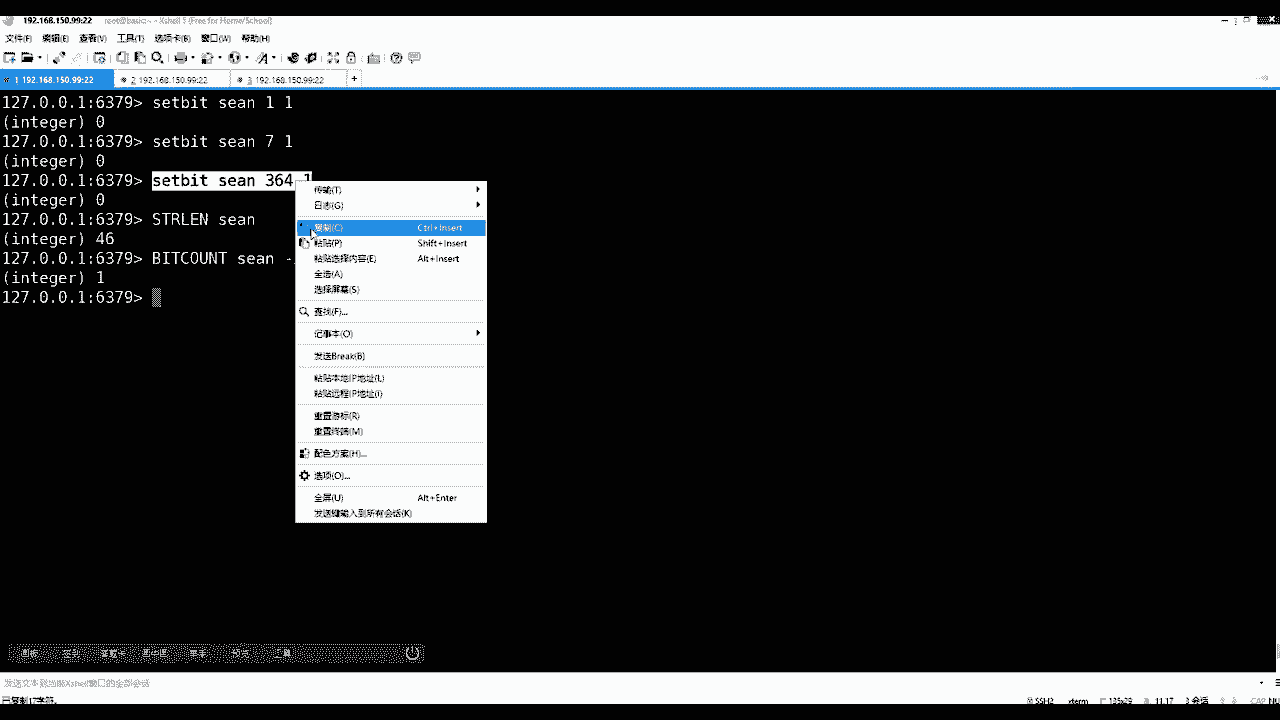 192.168.150.99:22 root@basic:~ - Xshell 5 (Free for Home/School)
文件(F) 编辑(E) 查看(V) 工具(T) 选项卡(B) 窗口(W) 帮助(H)
1 192.168.150.99:22 2 192.168.150.99:22 3 192.168.150.99:22 +
127.0.0.1:6379> setbit sean 1 1
(integer) 0
127.0.0.1:6379> setbit sean 7 1
(integer) 0
127.0.0.1:6379> setbit sean 364 1
(integer) 0
127.0.0.1:6379> STRLEN sean
(integer) 46
127.0.0.1:6379> BITCOUNT sean -
(integer) 1
127.0.0.1:6379>
传输(T)
日志(G)
复制(C) Ctrl+Insert
粘贴(P) Shift+Insert
粘贴选择内容(E) Alt+Insert
全选(A)
选择屏幕(S)
查找(F)...
记事本(O)
发送Break(B)
粘贴本地IP地址(L)
粘贴远程IP地址(I)
重置游标(R)
重置终端(M)
配色方案(H)...
选项(O)...
全屏(U) Alt+Enter
发送键输入到所有会话(K)
发送文本到当前Xshell窗口的全部会话
已复制17字符。 SSH2 xterm 135x29 11,17 3 会话